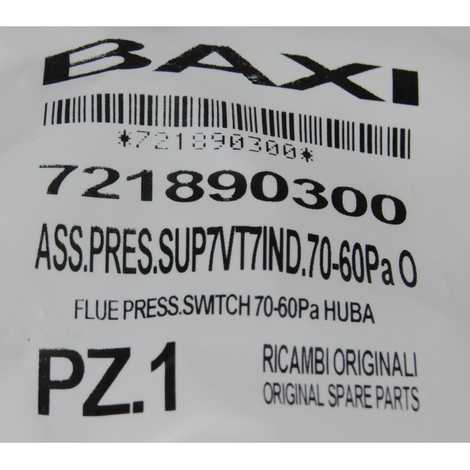 BAXI
*721890300*
721890300
ASS.PRES.SUP7VT7IND.70-60Pa O
FLUE PRESS.SWITCH 70-60Pa HUBA
PZ.1
RICAMBI ORIGINALI
ORIGINAL SPARE PARTS